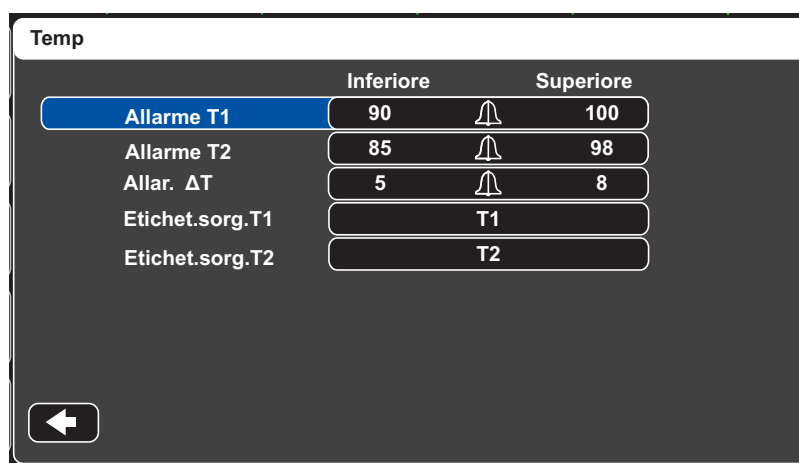 Temp
Inferiore Superiore
Allarme T1 90 100
Allarme T2 85 98
Allar. ΔT 5 8
Etichet.sorg.T1 T1
Etichet.sorg.T2 T2